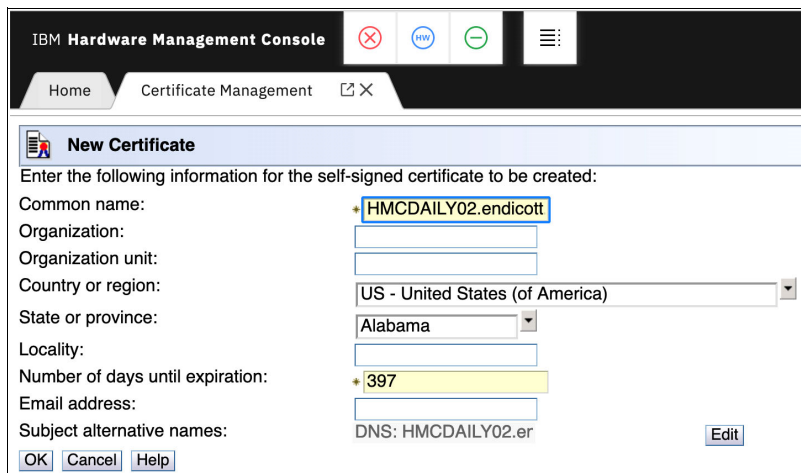 IBM Hardware Management Console
HW
Home
Certificate Management
New Certificate
Enter the following information for the self-signed certificate to be created:
Common name: HMCDAILY02.endicott
Organization:
Organization unit:
Country or region: US - United States (of America)
State or province: Alabama
Locality:
Number of days until expiration: 397
Email address:
Subject alternative names: DNS: HMCDAILY02.er Edit
OK Cancel Help